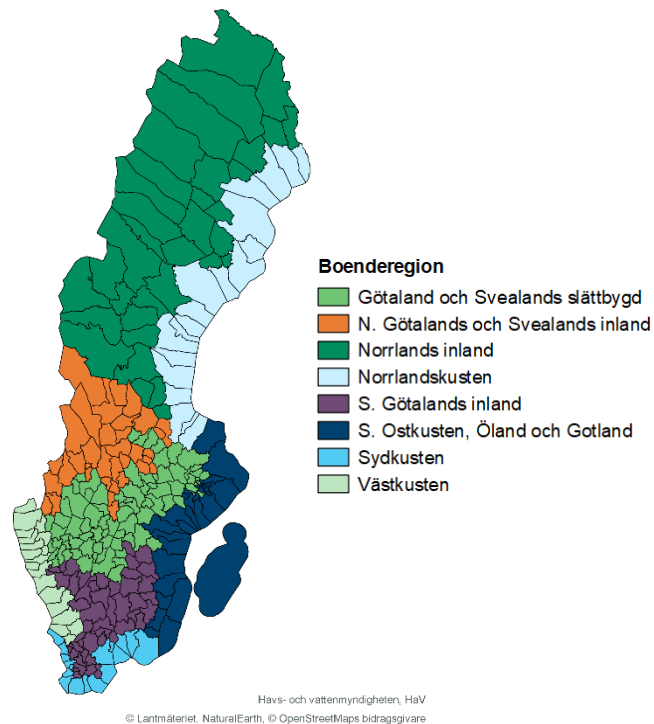 Boenderegion
Götaland och Svealands slättbygd
N. Götalands och Svealands inland
Norrlands inland
Norrlandskusten
S. Götalands inland
S. Ostkusten, Öland och Gotland
Sydkusten
Västkusten
Havs- och vattenmyndigheten, HaV
© Lantmäteriet. NaturalEarth, © OpenStreetMaps bidragsgivare